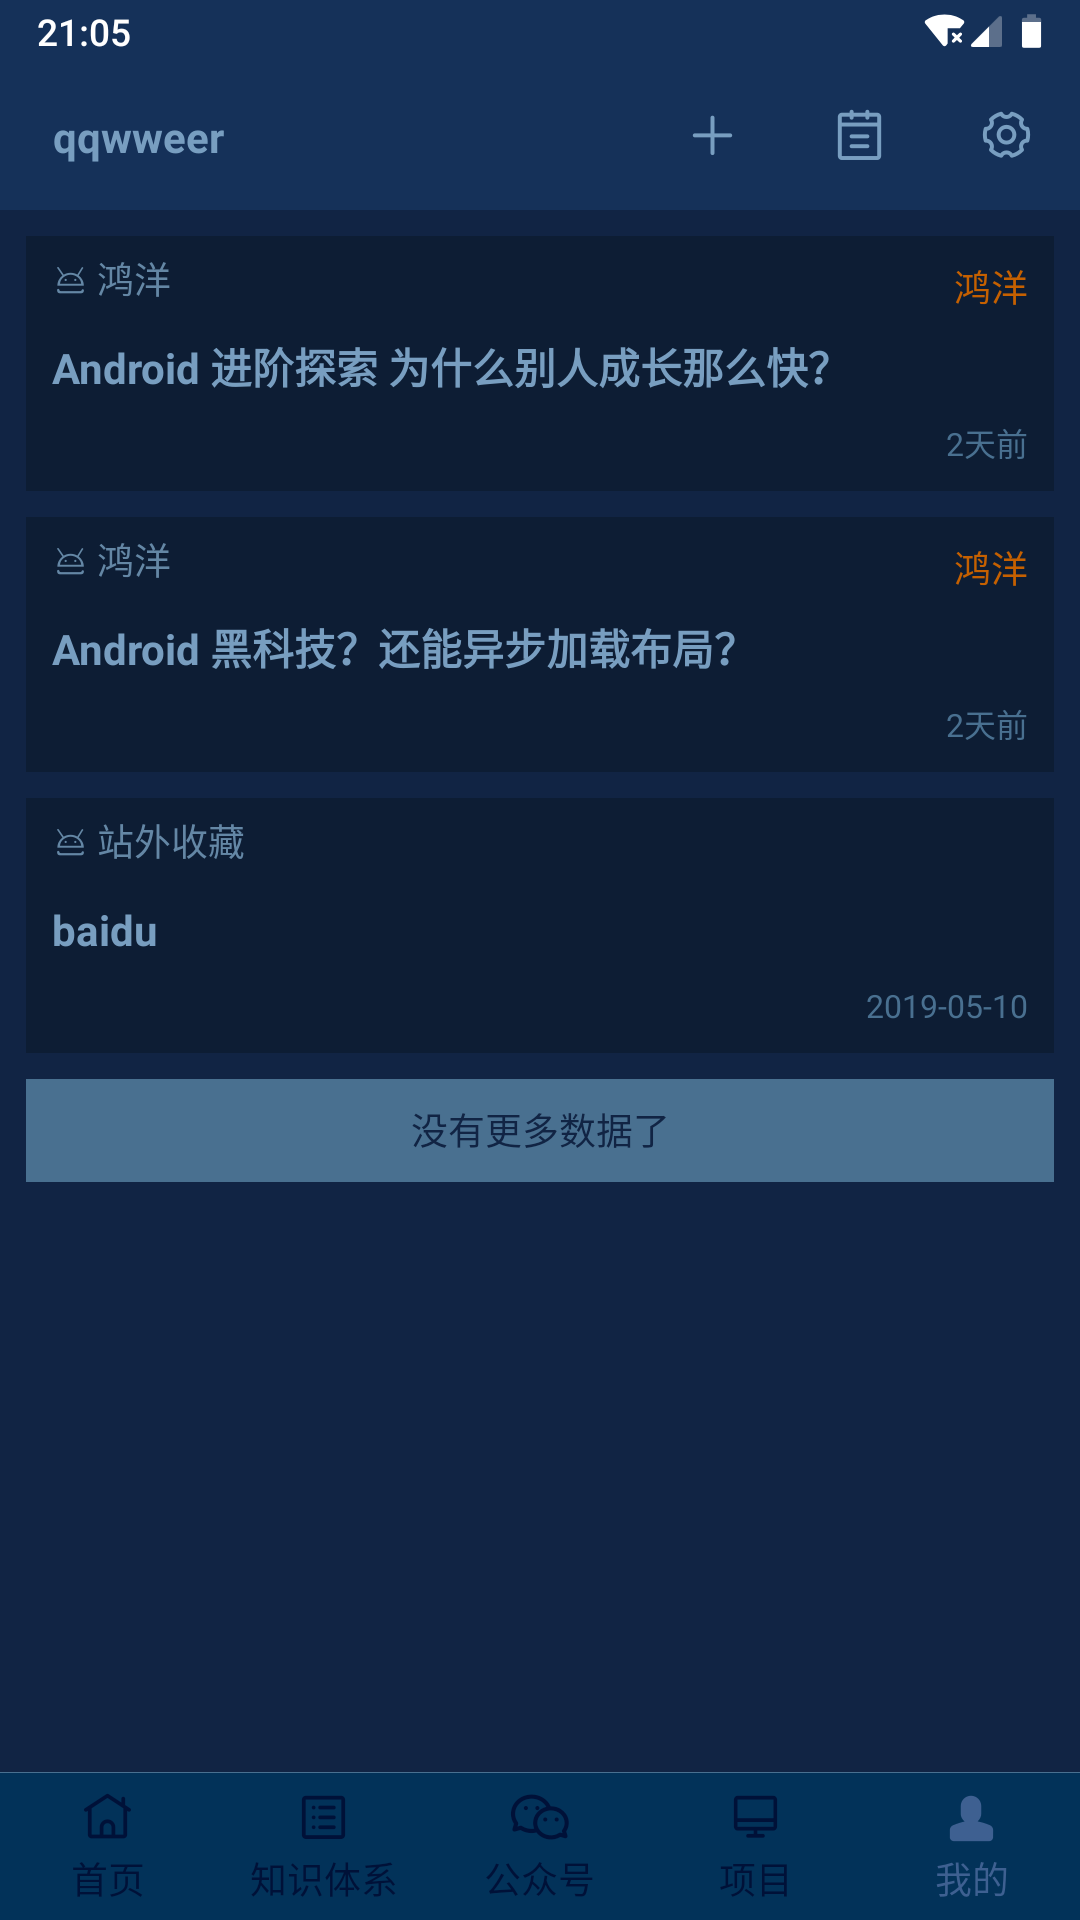 21:05
qqwweer
鸿洋
鸿洋
Android 进阶探索 为什么别人成长那么快？
2天前
鸿洋
鸿洋
Android 黑科技？还能异步加载布局？
2天前
站外收藏
baidu
2019-05-10
没有更多数据了
首页
知识体系
公众号
项目
我的